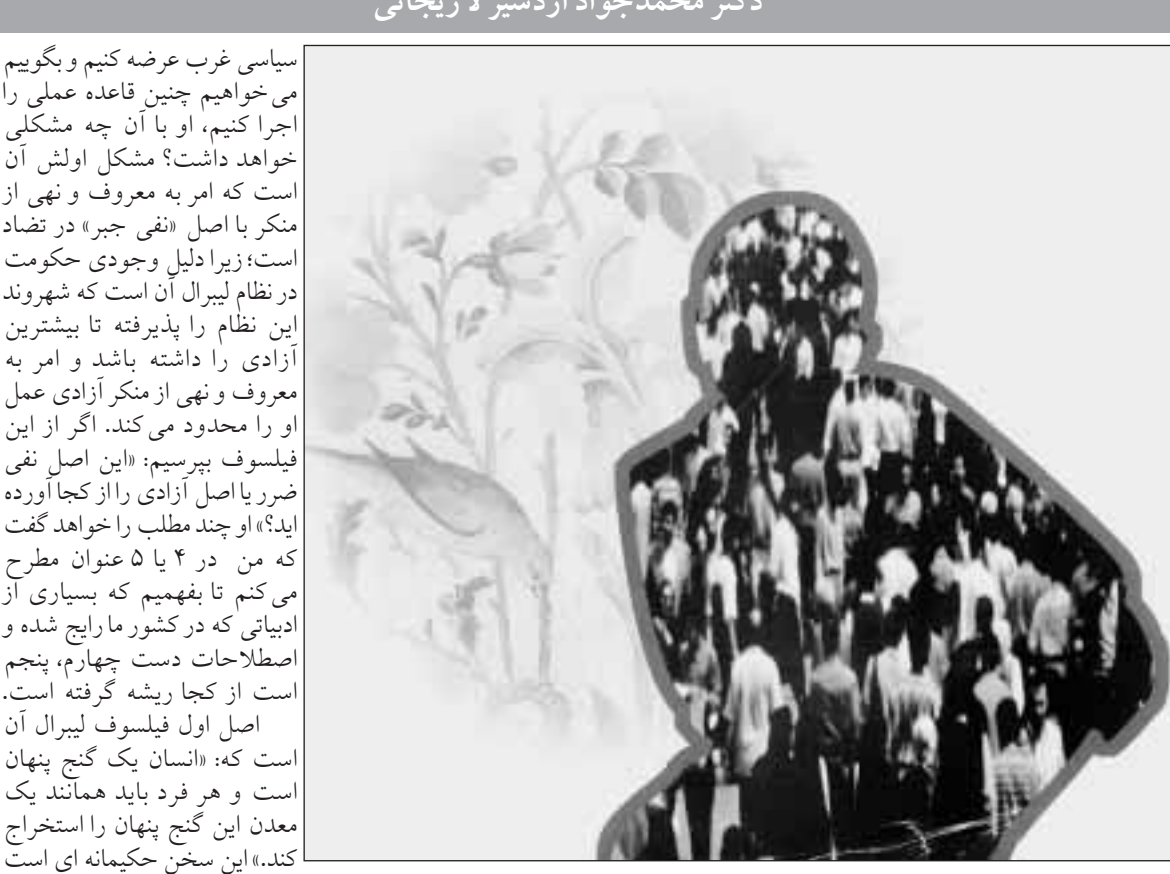 دکتر محمدجواد اردشیر لاریجانی
سیاسی غرب عرضه کنیم و بگوییم
می‌خواهیم چنین قاعده عملی را
اجرا کنیم، او با آن چه مشکلی
خواهد داشت؟ مشکل اولش آن
است که امر به معروف و نهی از
منکر با اصل «نفی جبر» در تضاد
است؛ زیرا دلیل وجودی حکومت
در نظام لیبرال آن است که شهروند
این نظام را پذیرفته تا بیشترین
آزادی را داشته باشد و امر به
معروف و نهی از منکر آزادی عمل
او را محدود می‌کند. اگر از این
فیلسوف بپرسیم: «این اصل نفی
ضرر یا اصل آزادی را از کجا آورده
اید؟» او چند مطلب را خواهد گفت
که من در ۴ یا ۵ عنوان مطرح
می‌کنم تا بفهمیم که بسیاری از
ادبیاتی که در کشور ما رایج شده و
اصطلاحات دست چهارم، پنجم
است از کجا ریشه گرفته است.
اصل اول فیلسوف لیبرال آن
است که: «انسان یک گنج پنهان
است و هر فرد باید همانند یک
معدن این گنج پنهان را استخراج
کند.» این سخن حکیمانه ای است